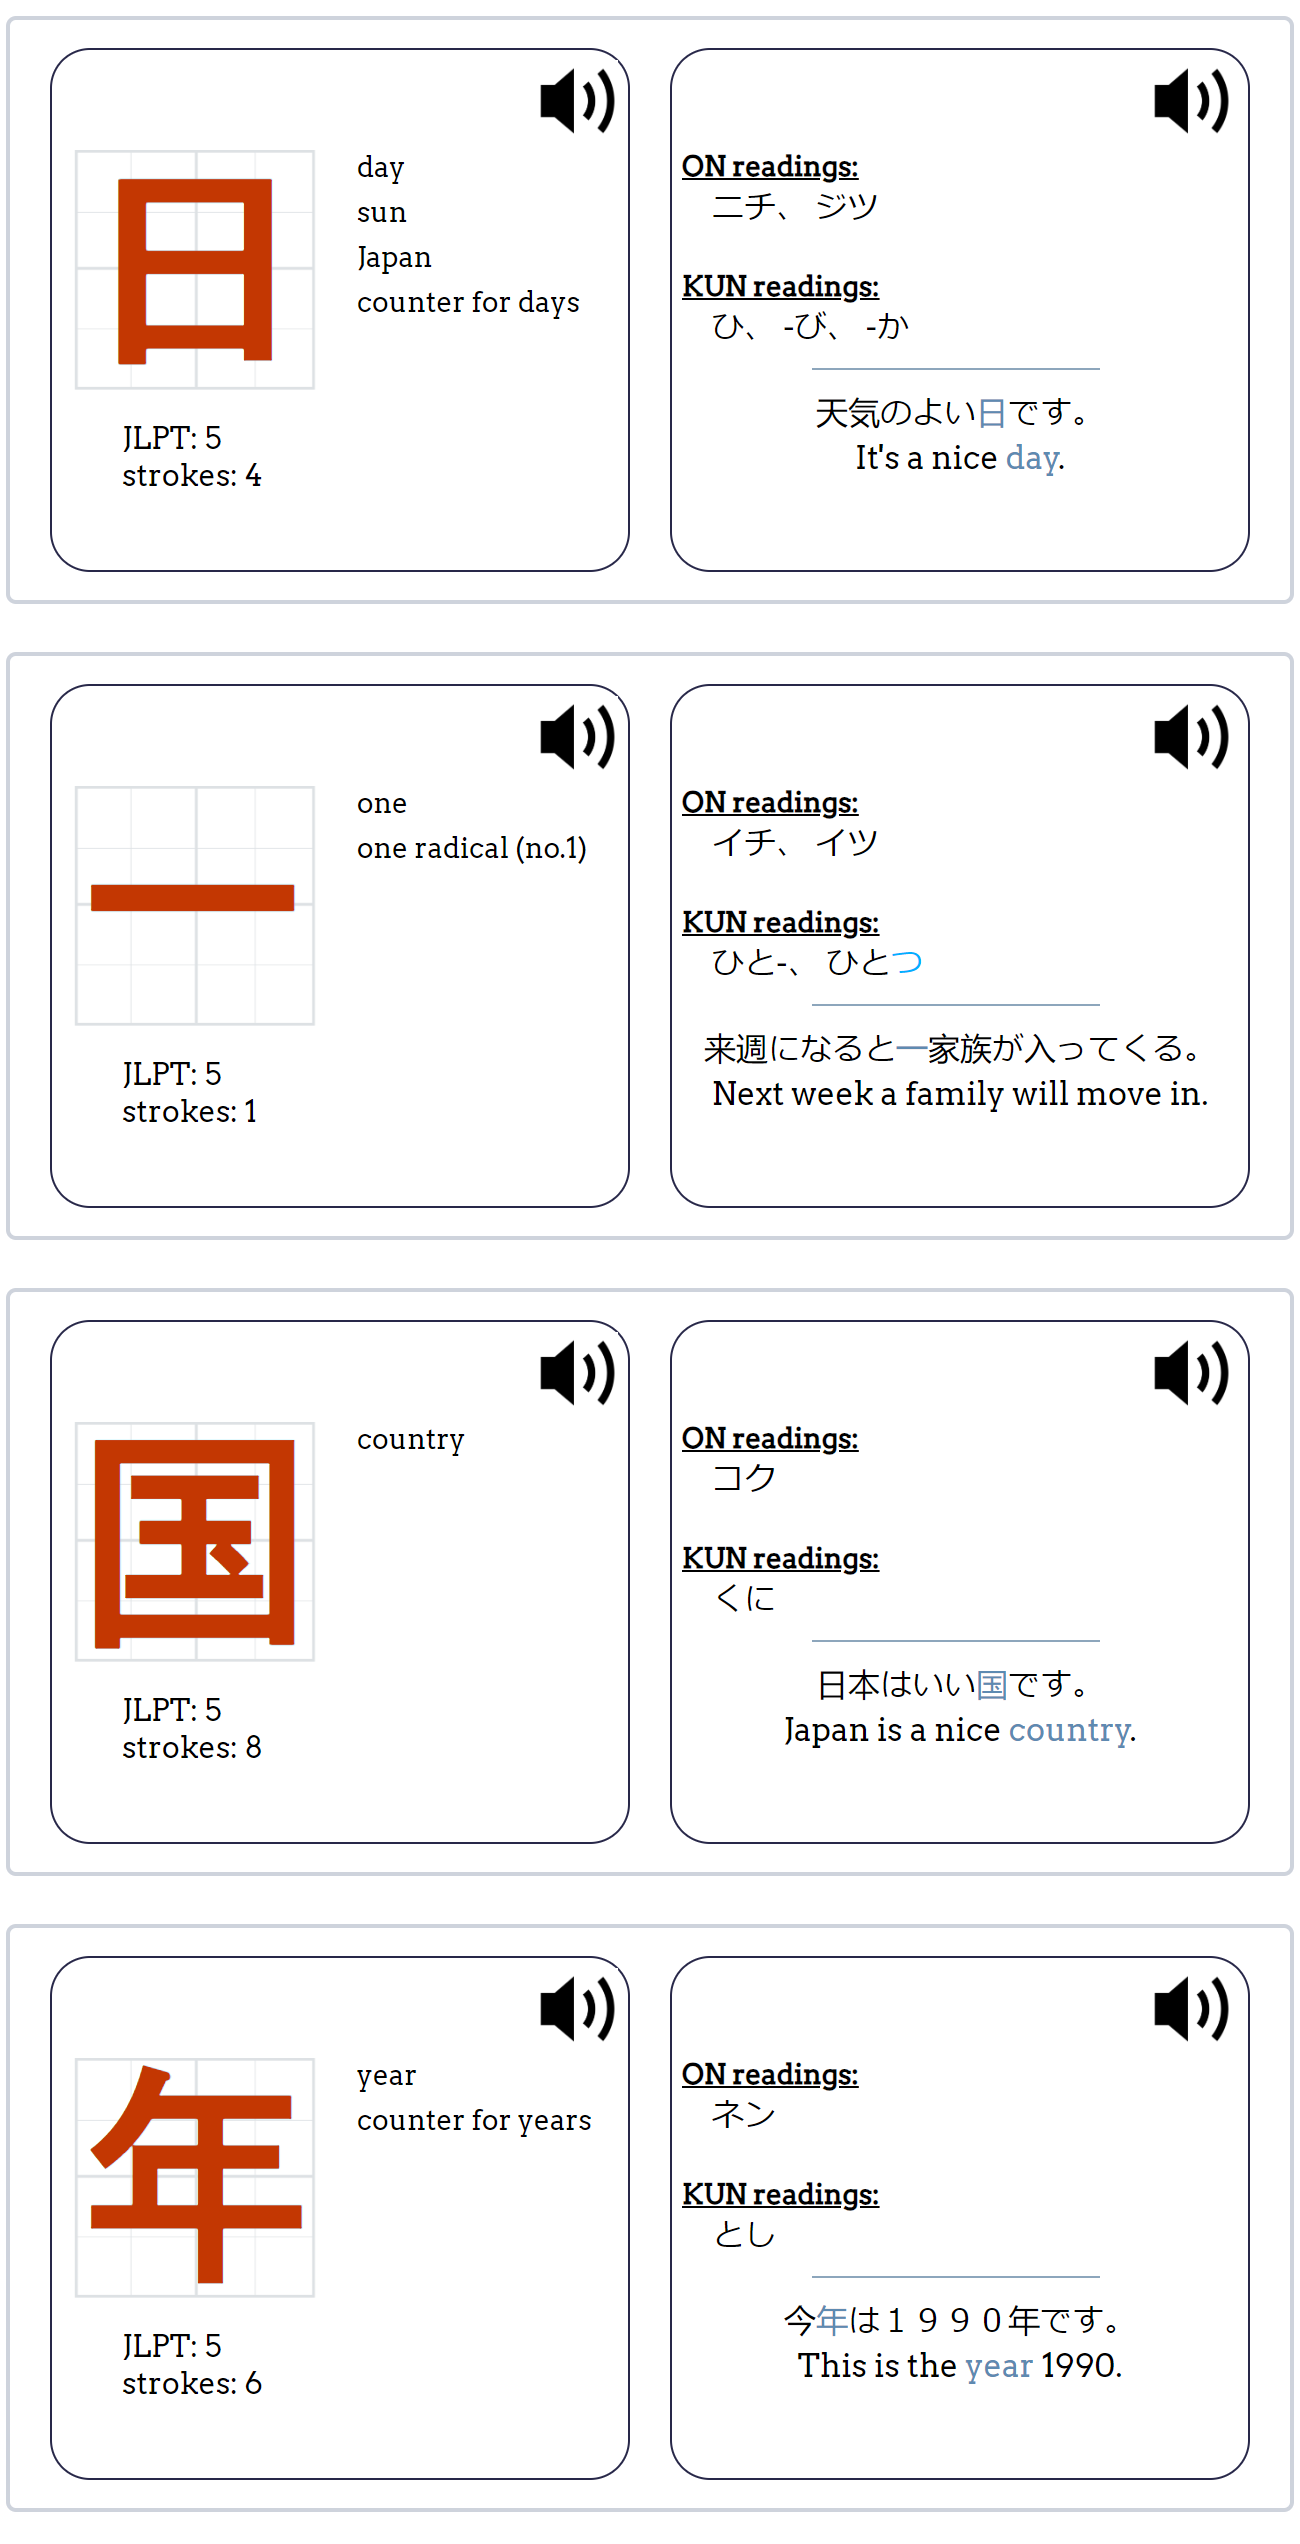 日
day
sun
Japan
counter for days
JLPT: 5
strokes: 4
ON readings:
ニチ、 ジツ
KUN readings:
ひ、 -び、 -か
天気のよい日です。
It's a nice day.
一
one
one radical (no.1)
JLPT: 5
strokes: 1
ON readings:
イチ、 イツ
KUN readings:
ひと-、 ひとつ
来週になると一家族が入ってくる。
Next week a family will move in.
国
country
JLPT: 5
strokes: 8
ON readings:
コク
KUN readings:
くに
日本はいい国です。
Japan is a nice country.
年
year
counter for years
JLPT: 5
strokes: 6
ON readings:
ネン
KUN readings:
とし
今年は１９９０年です。
This is the year 1990.